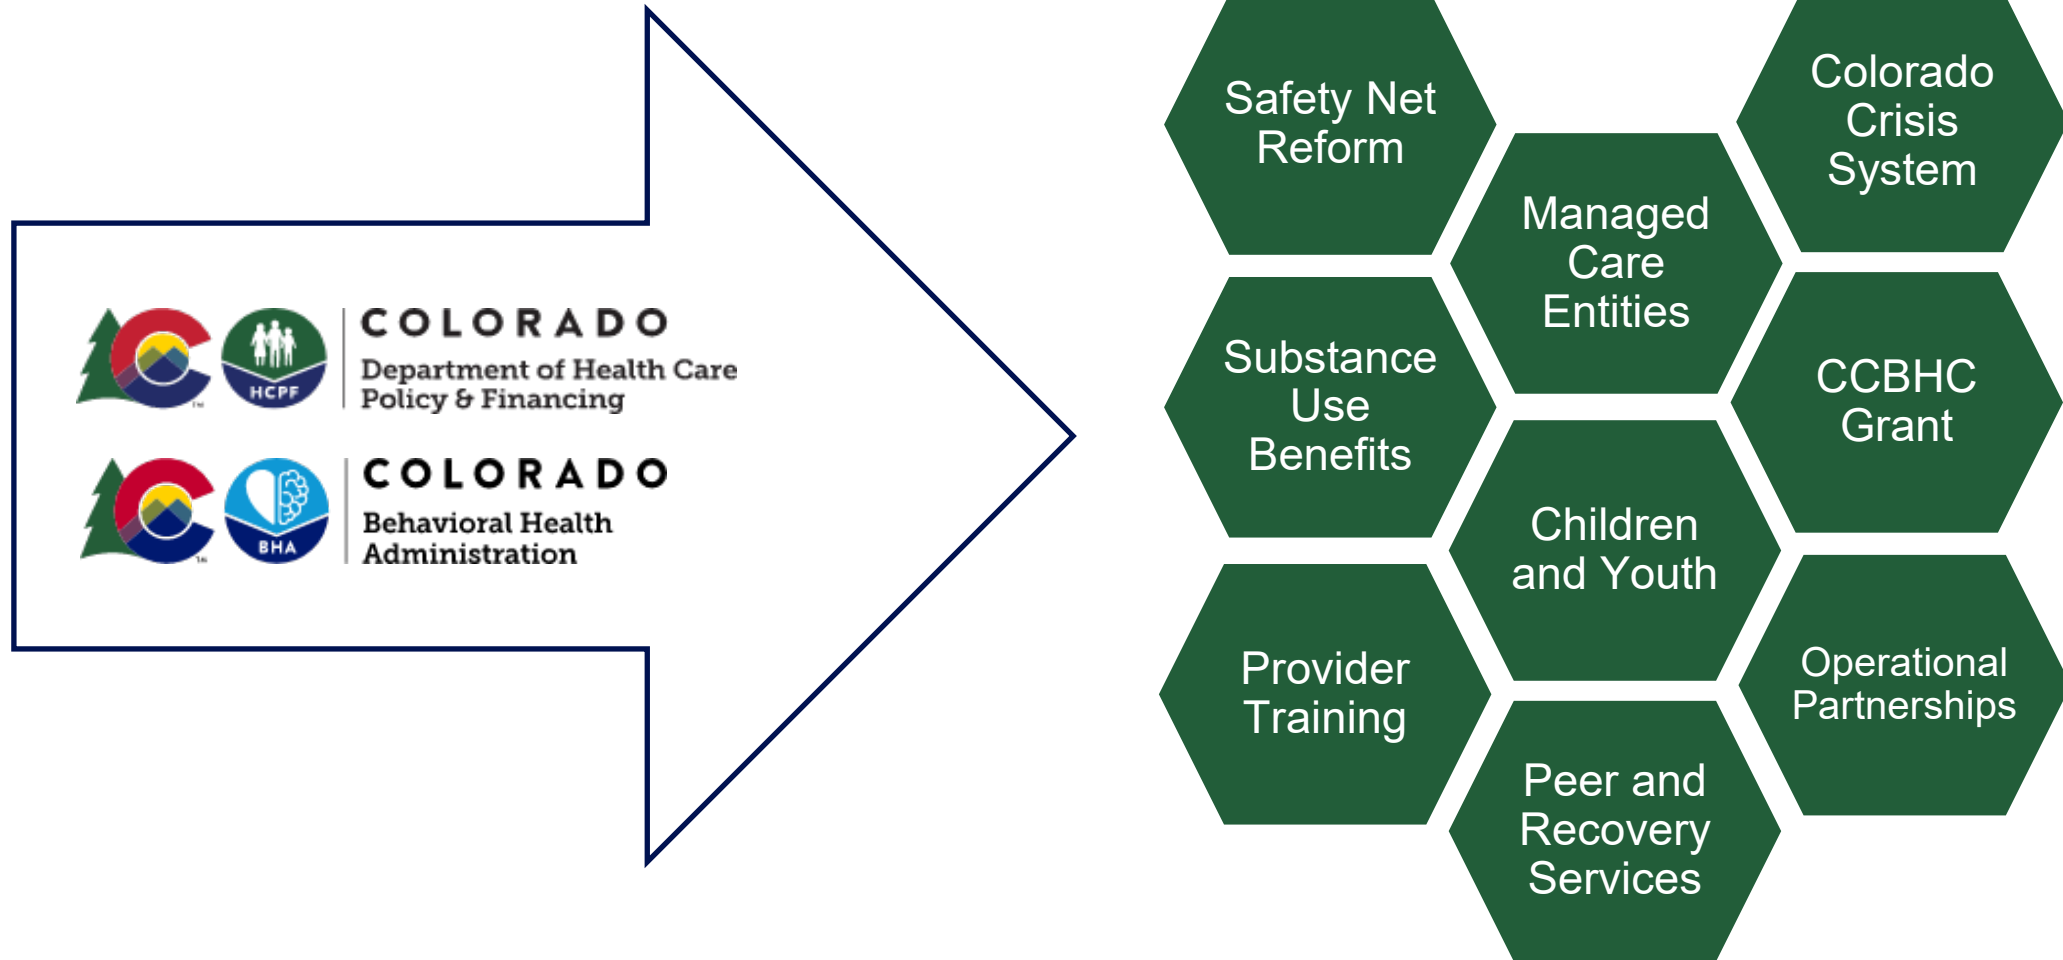 COLORADO
Department of Health Care
Policy & Financing
HCPF
TM
COLORADO
Behavioral Health
Administration
BHA
TM
Safety Net
Reform
Substance
Use
Benefits
Provider
Training
Managed
Care
Entities
Children
and Youth
Peer and
Recovery
Services
Colorado
Crisis
System
CCBHC
Grant
Operational
Partnerships